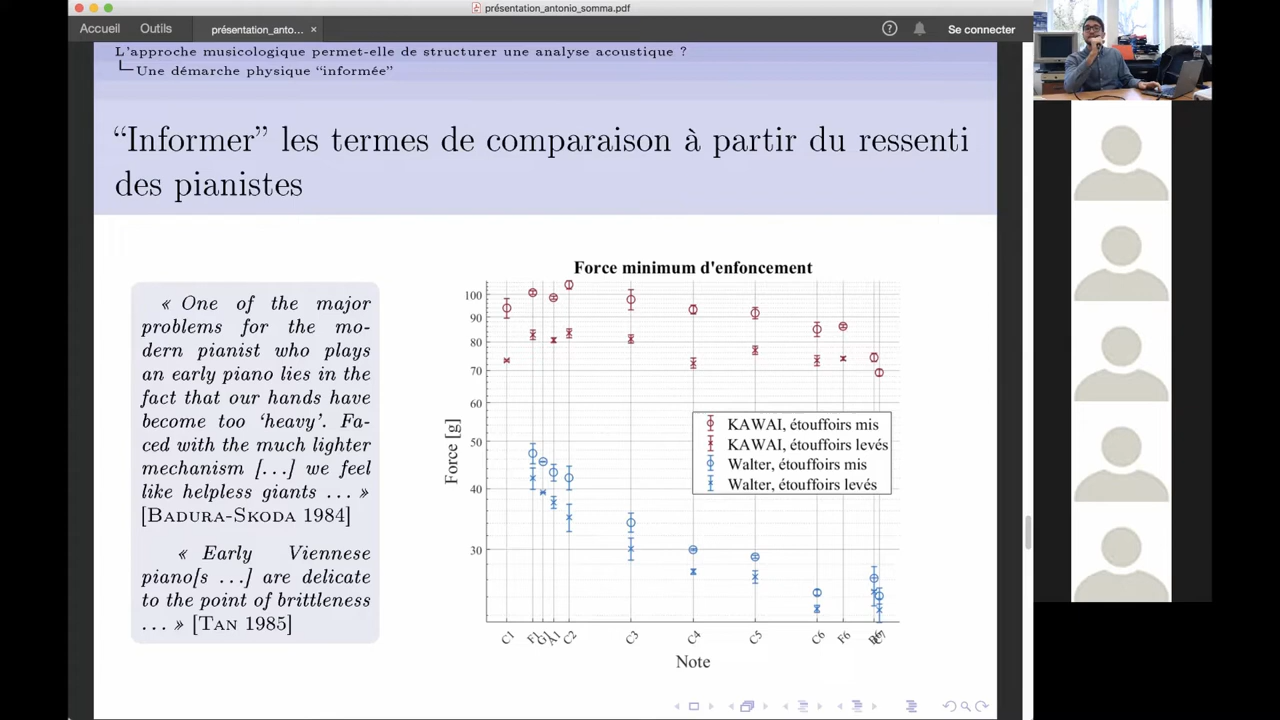 présentation_antonio_somma.pdf
Accueil Outils présentation_anto... × Se connecter
L'approche musicologique permet-elle de structurer une analyse acoustique ?
Une démarche physique “informée”
“Informer” les termes de comparaison à partir du ressenti
des pianistes
« One of the major
problems for the mo-
dern pianist who plays
an early piano lies in the
fact that our hands have
become too ‘heavy’. Fa-
ced with the much lighter
mechanism [...] we feel
like helpless giants ... »
[Badura-Skoda 1984]
« Early Viennese
piano[s ...] are delicate
to the point of brittleness
... » [Tan 1985]
Force minimum d'enfoncement
100
90
80
70
60
50
40
30
Force [g]
KAWAI, étouffoirs mis
KAWAI, étouffoirs levés
Walter, étouffoirs mis
Walter, étouffoirs levés
C1 F1 G1 A1 C2 C3 C4 C5 C6 F6
Note